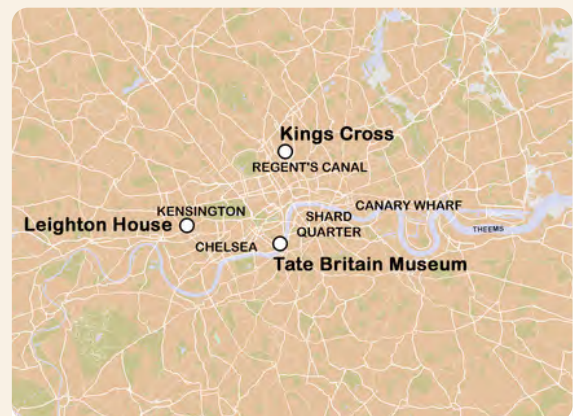 Kings Cross
REGENT'S CANAL
KENSINGTON
CANARY WHARF
Leighton House
SHARD
QUARTER
THEEMS
CHELSEA
Tate Britain Museum